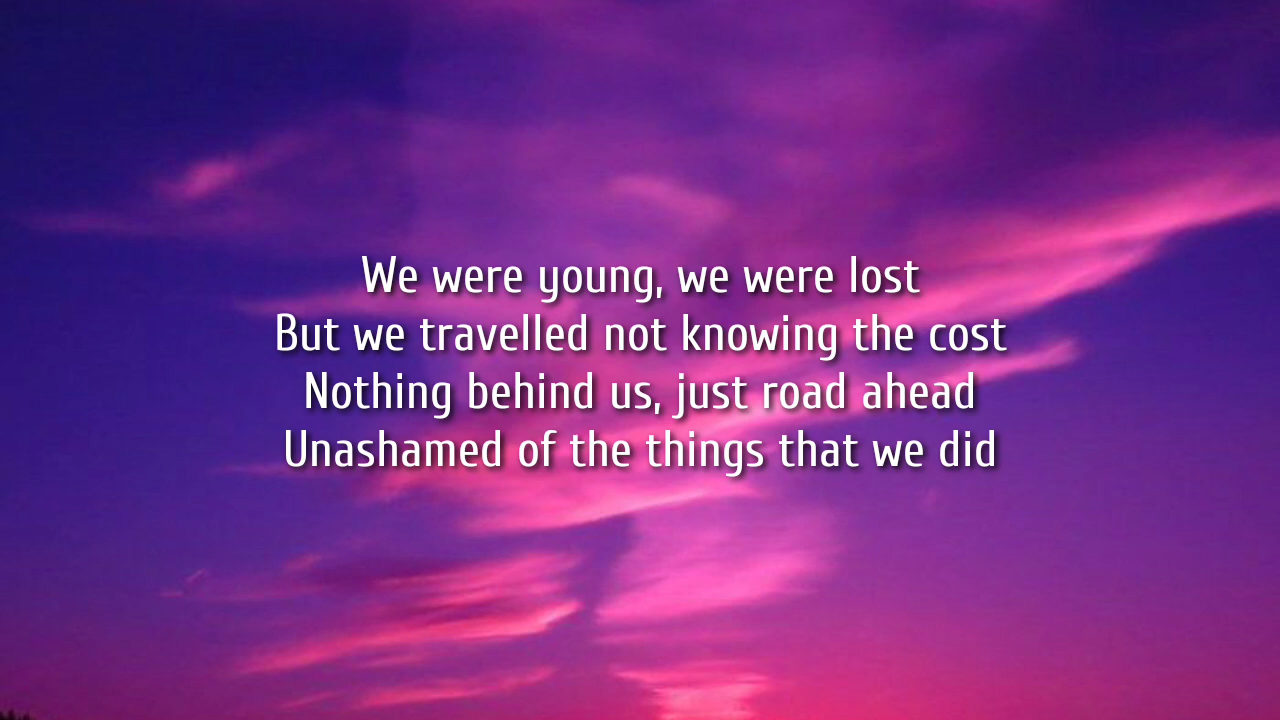 We were young, we were lost
But we travelled not knowing the cost
Nothing behind us, just road ahead
Unashamed of the things that we did